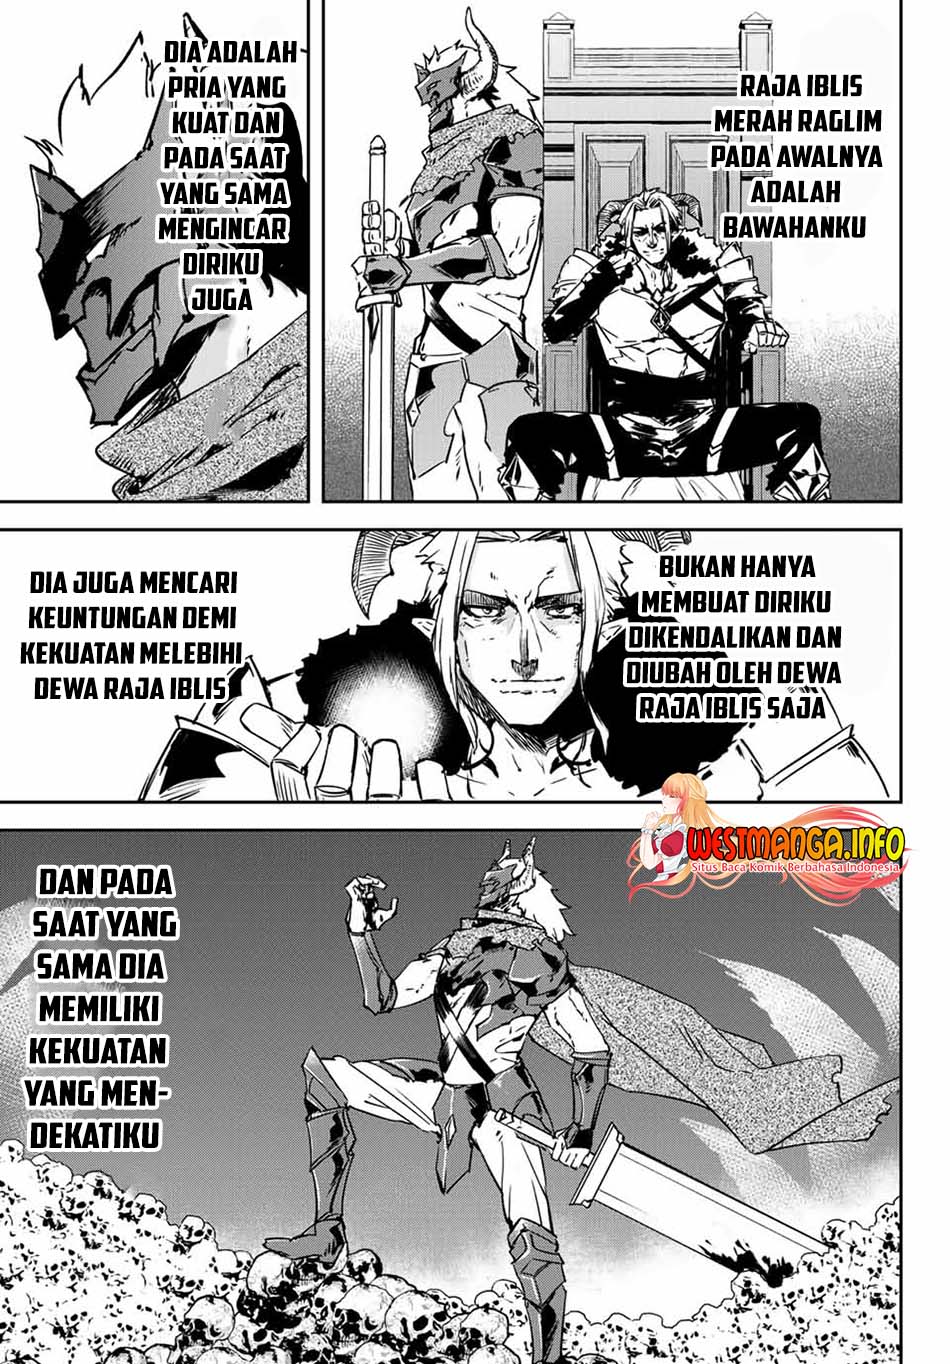 RAJA IBLIS
MERAH RAGLIM
PADA AWALNYA
ADALAH
BAWAHANKU
DIA ADALAH
PRIA YANG
KUAT DAN
PADA SAAT
YANG SAMA
MENGINCAR
DIRIKU
JUGA
BUKAN HANYA
MEMBUAT DIRIKU
DIKENDALIKAN DAN
DIUBAH OLEH DEWA
RAJA IBLIS SAJA
DIA JUGA MENCARI
KEUNTUNGAN DEMI
KEKUATAN MELEBIHI
DEWA RAJA IBLIS
WESTMANGA.INFO
Situs Baca Komik Berbahasa Indonesia
DAN PADA
SAAT YANG
SAMA DIA
MEMILIKI
KEKUATAN
YANG MEN-
DEKATIKU